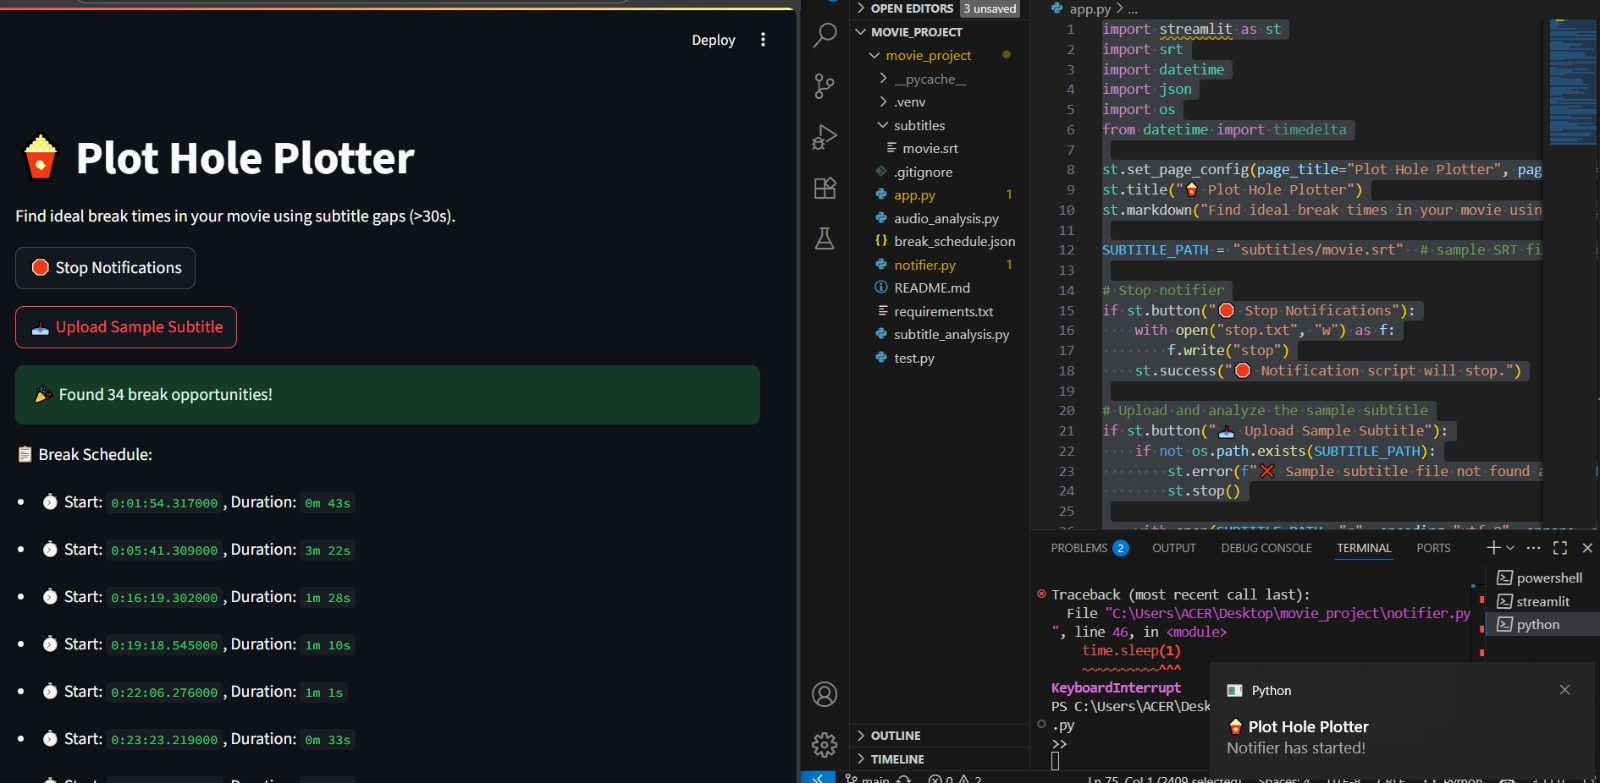 Deploy
🍿 Plot Hole Plotter
Find ideal break times in your movie using subtitle gaps (>30s).
🛑 Stop Notifications
📥 Upload Sample Subtitle
🎉 Found 34 break opportunities!
📋 Break Schedule:
• ⏱️ Start: 0:01:54.317000 , Duration: 0m 43s
• ⏱️ Start: 0:05:41.309000 , Duration: 3m 22s
• ⏱️ Start: 0:16:19.302000 , Duration: 1m 28s
• ⏱️ Start: 0:19:18.545000 , Duration: 1m 10s
• ⏱️ Start: 0:22:06.276000 , Duration: 1m 1s
• ⏱️ Start: 0:23:23.219000 , Duration: 0m 33s
OPEN EDITORS 3 unsaved
MOVIE_PROJECT
movie_project
__pycache__
.venv
subtitles
movie.srt
.gitignore
app.py 1
audio_analysis.py
break_schedule.json
notifier.py 1
README.md
requirements.txt
subtitle_analysis.py
test.py
OUTLINE
TIMELINE
app.py > ...
1 import streamlit as st
2 import srt
3 import datetime
4 import json
5 import os
6 from datetime import timedelta
7
8 st.set_page_config(page_title="Plot Hole Plotter", pag
9 st.title("🍿 Plot Hole Plotter")
10 st.markdown("Find ideal break times in your movie usin
11
12 SUBTITLE_PATH = "subtitles/movie.srt" # sample SRT fi
13
14 # Stop notifier
15 if st.button("🛑 Stop Notifications"):
16 with open("stop.txt", "w") as f:
17 f.write("stop")
18 st.success("🛑 Notification script will stop.")
19
20 # Upload and analyze the sample subtitle
21 if st.button("📥 Upload Sample Subtitle"):
22 if not os.path.exists(SUBTITLE_PATH):
23 st.error(f"❌ Sample subtitle file not found a
24 st.stop()
25
PROBLEMS 2 OUTPUT DEBUG CONSOLE TERMINAL PORTS
Traceback (most recent call last):
File "C:\Users\ACER\Desktop\movie_project\notifier.py
", line 46, in <module>
time.sleep(1)
~~~~~~~~~~^^^
KeyboardInterrupt
PS C:\Users\ACER\Desk
.py
>>
powershell
streamlit
python
Python
🍿 Plot Hole Plotter
Notifier has started!
main 0 2 Ln 75, Col 1 (2409 selected) Spaces: 4 UTF-8 CRLF Python